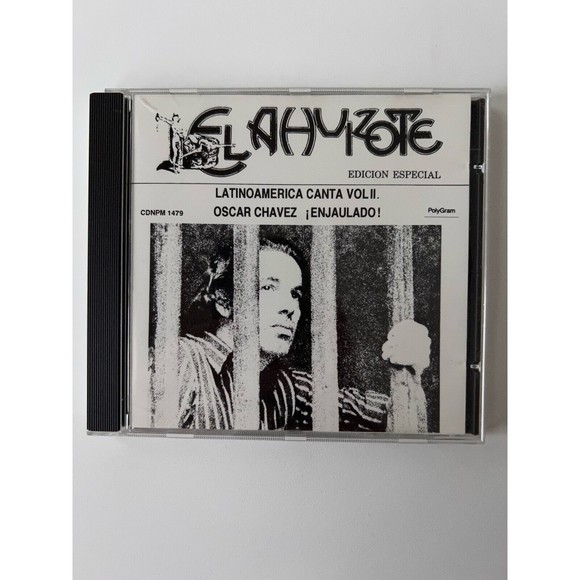 EL AHUIZOTE
EDICION ESPECIAL
LATINOAMERICA CANTA VOL II.
CDNPM 1479 OSCAR CHAVEZ ¡ENJAULADO! PolyGram